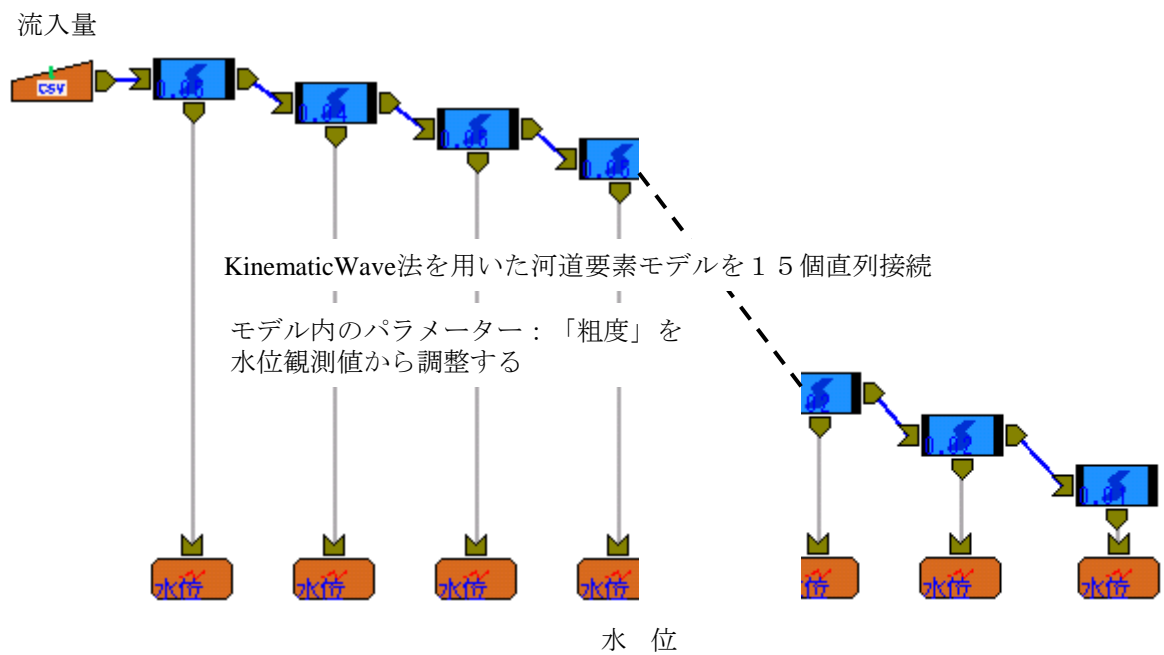 流入量
csv
0.04
KinematicWave法を用いた河道要素モデルを１５個直列接続
モデル内のパラメーター：「粗度」を
水位観測値から調整する
0.02
水位
水位
水位
水位
水位
水位
水　位